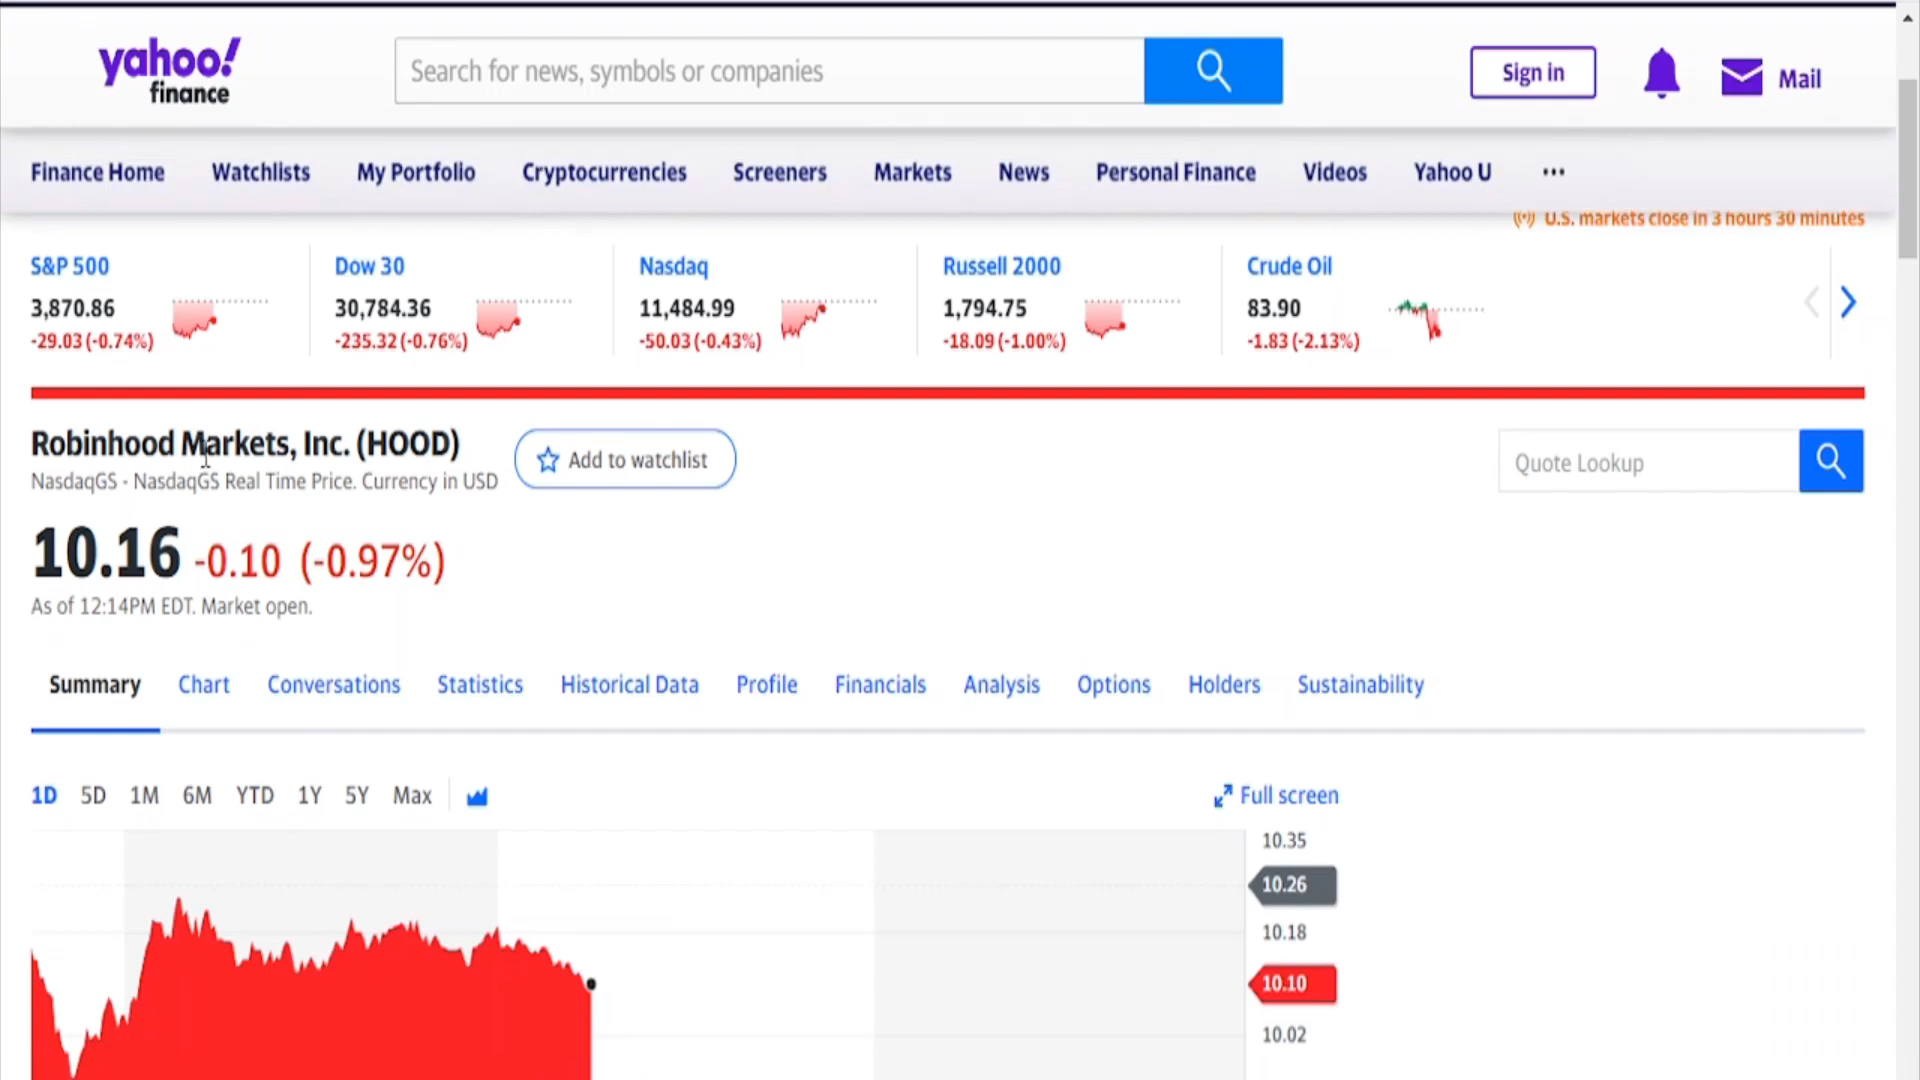 yahoo!
finance
Search for news, symbols or companies
Sign in
Mail
Finance Home Watchlists My Portfolio Cryptocurrencies Screeners Markets News Personal Finance Videos Yahoo U ...
U.S. markets close in 3 hours 30 minutes
S&P 500 Dow 30 Nasdaq Russell 2000 Crude Oil
3,870.86 30,784.36 11,484.99 1,794.75 83.90
-29.03 (-0.74%) -235.32 (-0.76%) -50.03 (-0.43%) -18.09 (-1.00%) -1.83 (-2.13%)
Robinhood Markets, Inc. (HOOD)
Add to watchlist
Quote Lookup
NasdaqGS - NasdaqGS Real Time Price. Currency in USD
10.16 -0.10 (-0.97%)
As of 12:14PM EDT. Market open.
Summary Chart Conversations Statistics Historical Data Profile Financials Analysis Options Holders Sustainability
1D 5D 1M 6M YTD 1Y 5Y Max
Full screen
10.35
10.26
10.18
10.10
10.02